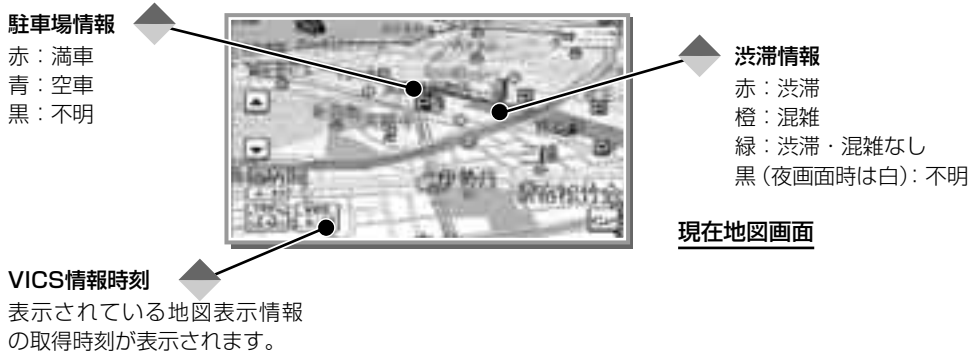 駐車場情報
赤：満車
青：空車
黒：不明
渋滞情報
赤：渋滞
橙：混雑
緑：渋滞・混雑なし
黒（夜画面時は白）：不明
現在地図画面
伊勢丹
VICS情報時刻
表示されている地図表示情報
の取得時刻が表示されます。